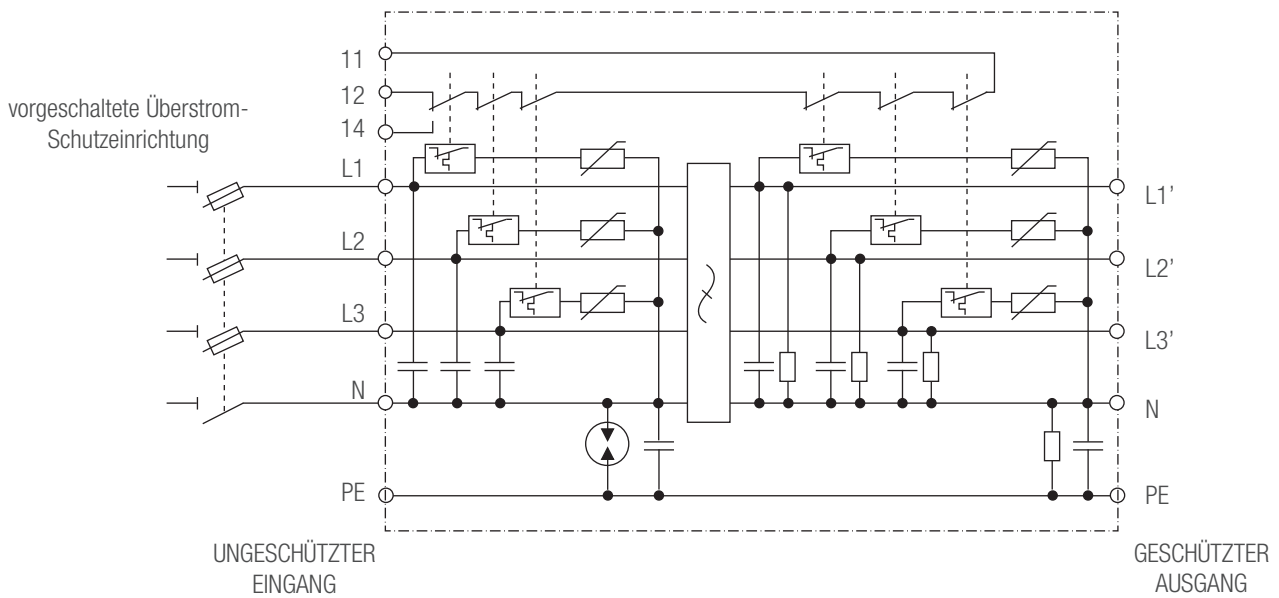 vorgeschaltete Überstrom-
Schutzeinrichtung
11
12
14
L1
L2
L3
N
PE
L1’
L2’
L3’
N
PE
UNGESCHÜTZTER
EINGANG
GESCHÜTZTER
AUSGANG